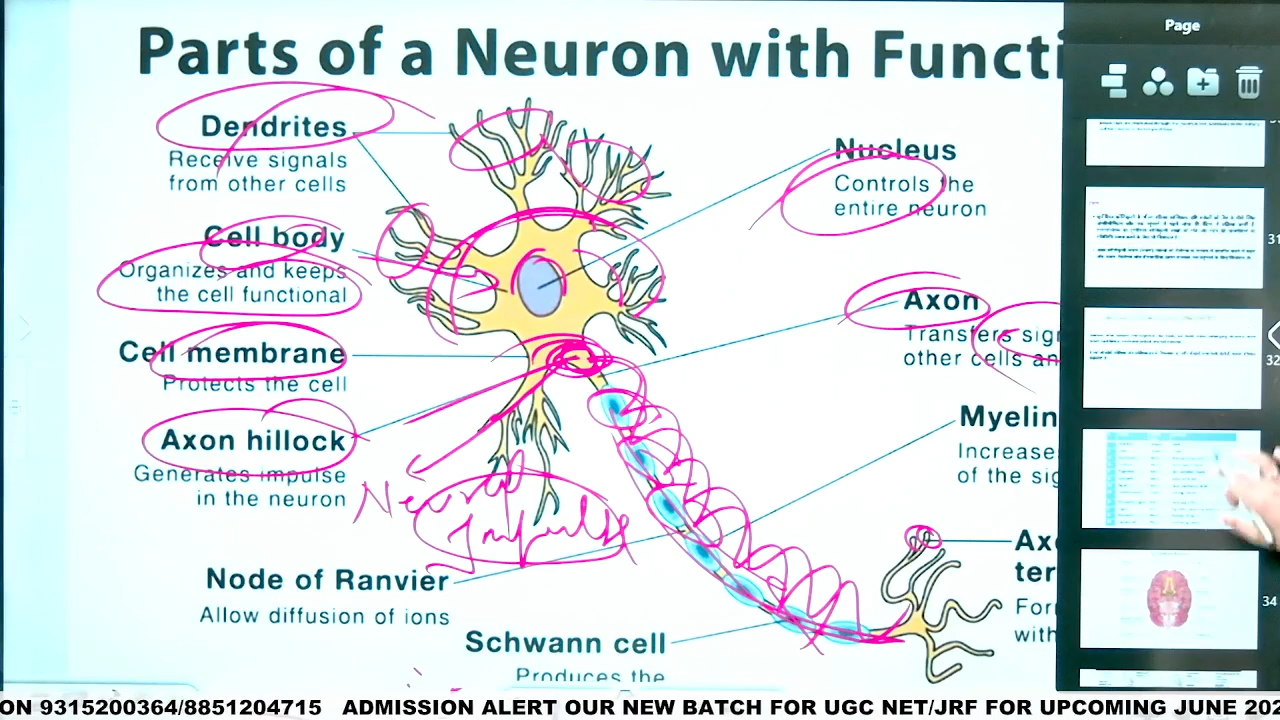 Parts of a Neuron with Functi
Page
Dendrites
Receive signals
from other cells
Nucleus
Controls the
entire neuron
Cell body
Organizes and keeps
the cell functional
Axon
Transfers sig
other cells an
Cell membrane
Protects the cell
Axon hillock
Generates impulse
in the neuron
Neural
Impulse
Myelin
Increase
of the sig
Node of Ranvier
Allow diffusion of ions
Axo
ter
For
with
Schwann cell
Produces the
31
32
34
ON 9315200364/8851204715 ADMISSION ALERT OUR NEW BATCH FOR UGC NET/JRF FOR UPCOMING JUNE 202